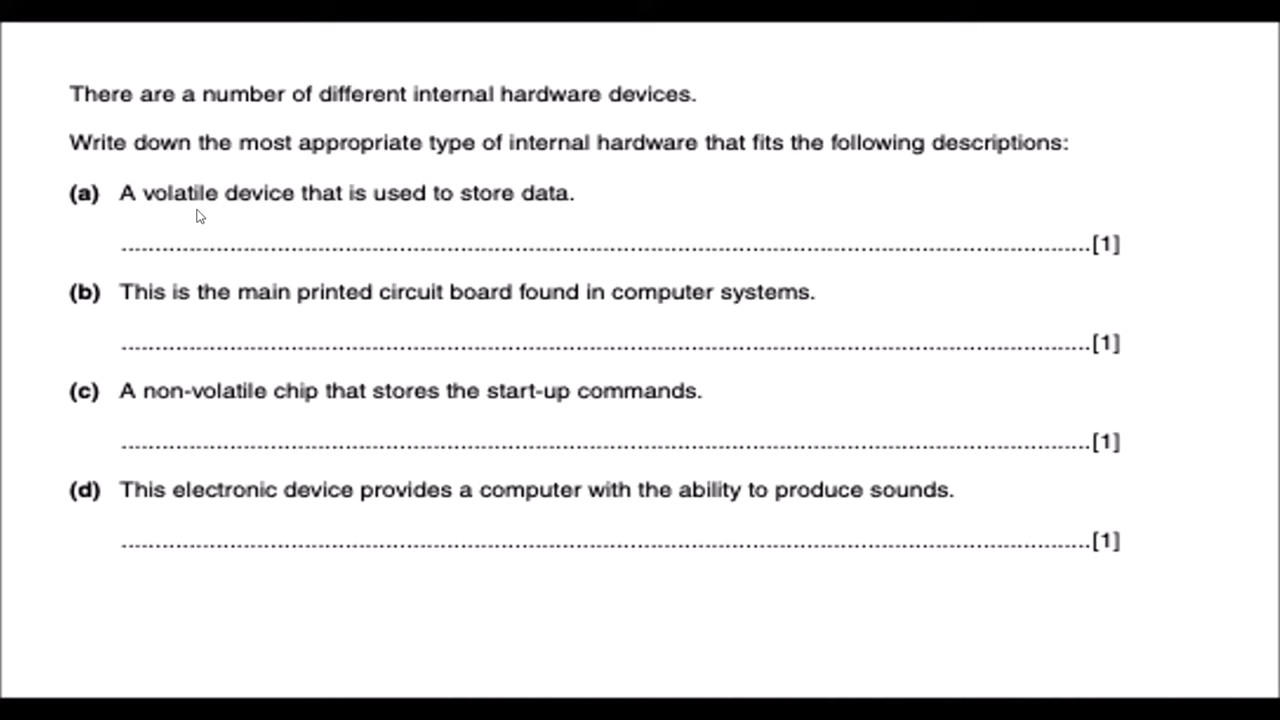 There are a number of different internal hardware devices.
Write down the most appropriate type of internal hardware that fits the following descriptions:
(a) A volatile device that is used to store data.
..........................................................................................................................................[1]
(b) This is the main printed circuit board found in computer systems.
..........................................................................................................................................[1]
(c) A non-volatile chip that stores the start-up commands.
..........................................................................................................................................[1]
(d) This electronic device provides a computer with the ability to produce sounds.
..........................................................................................................................................[1]